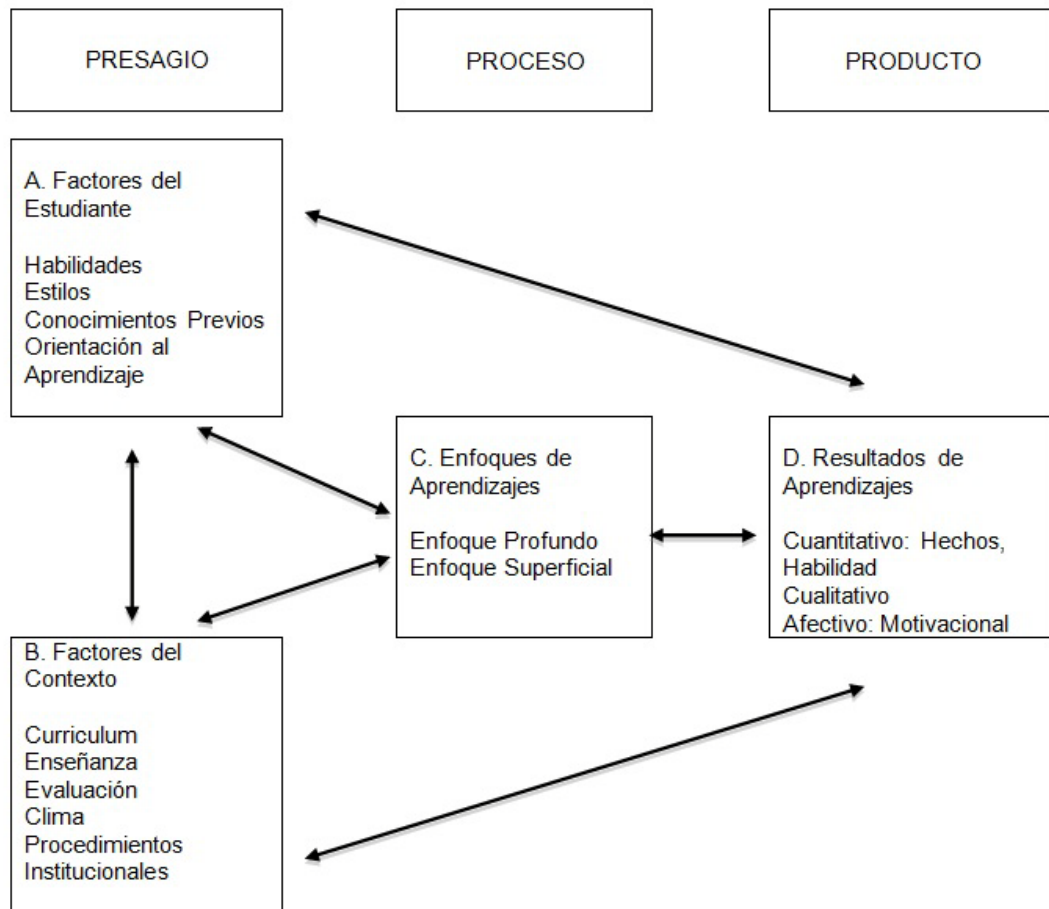 PRESAGIO
PROCESO
PRODUCTO
A. Factores del
Estudiante
Habilidades
Estilos
Conocimientos Previos
Orientación al
Aprendizaje
C. Enfoques de
Aprendizajes
Enfoque Profundo
Enfoque Superficial
D. Resultados de
Aprendizajes
Cuantitativo: Hechos,
Habilidad
Cualitativo
Afectivo: Motivacional
B. Factores del
Contexto
Curriculum
Enseñanza
Evaluación
Clima
Procedimientos
Institucionales